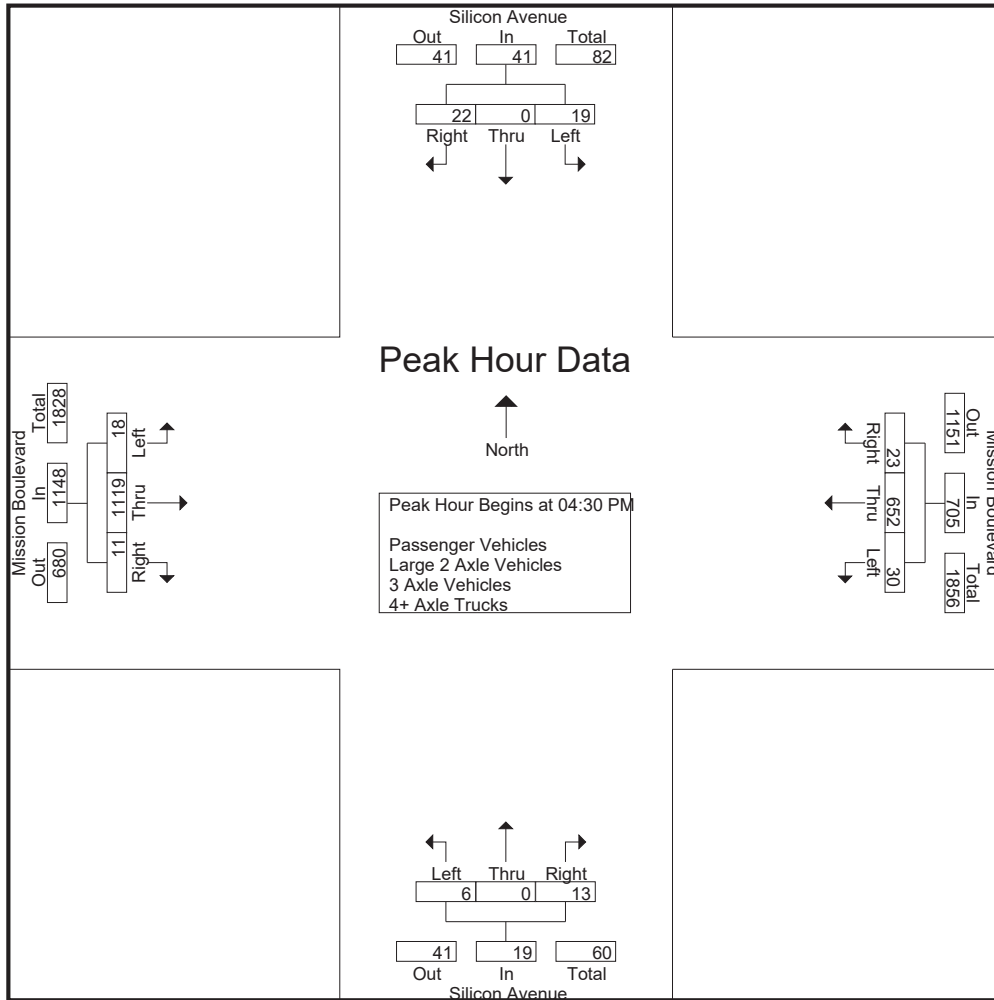 Silicon Avenue
Out In Total
41 41 82
22 0 19
Right Thru Left
Peak Hour Data
North
Peak Hour Begins at 04:30 PM
Passenger Vehicles
Large 2 Axle Vehicles
3 Axle Vehicles
4+ Axle Trucks
Mission Boulevard
Out In Total
680 1148 1828
Left Thru Right
18 1119 11
Mission Boulevard
Out In Total
1151 705 1856
Right Thru Left
23 652 30
Left Thru Right
6 0 13
41 19 60
Out In Total
Silicon Avenue